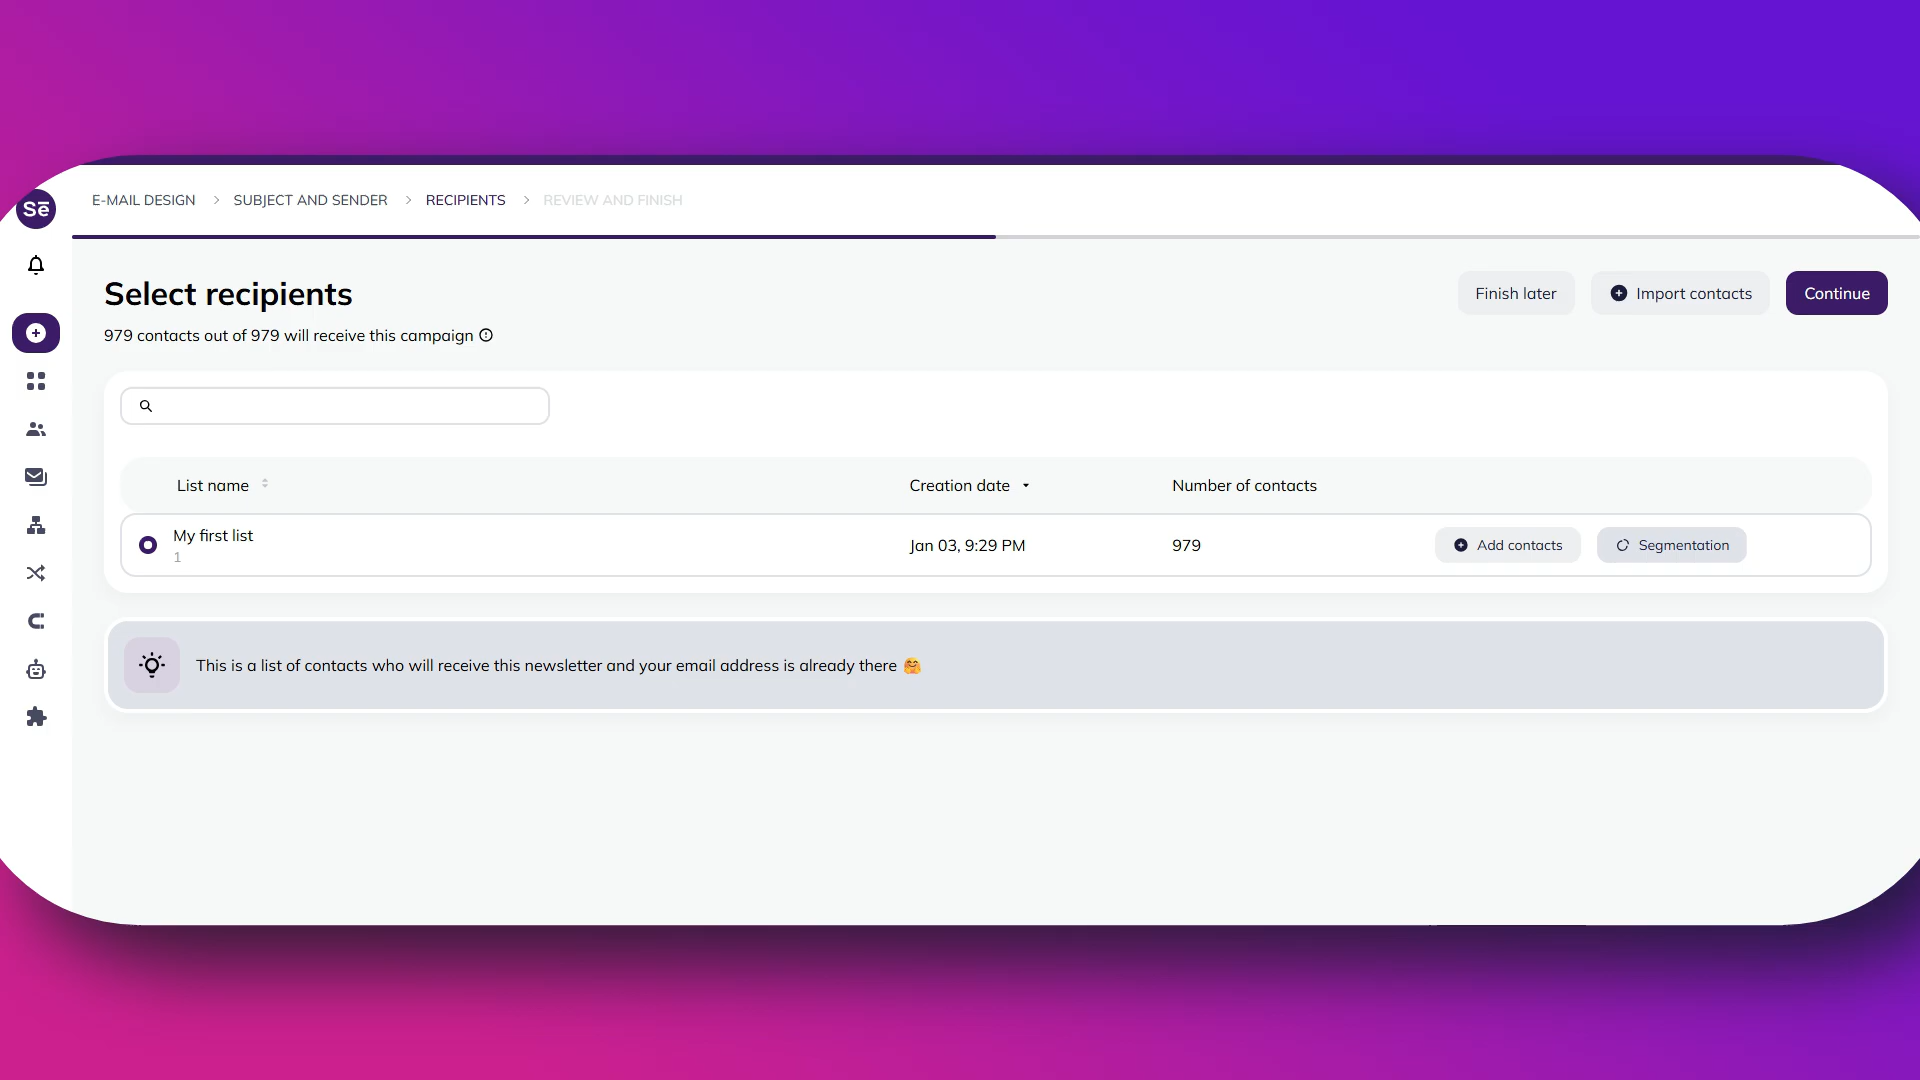 Sē
E-MAIL DESIGN > SUBJECT AND SENDER > RECIPIENTS > REVIEW AND FINISH
Select recipients
Finish later
Import contacts
Continue
979 contacts out of 979 will receive this campaign
List name
Creation date
Number of contacts
My first list
1
Jan 03, 9:29 PM
979
Add contacts
Segmentation
This is a list of contacts who will receive this newsletter and your email address is already there 🤗